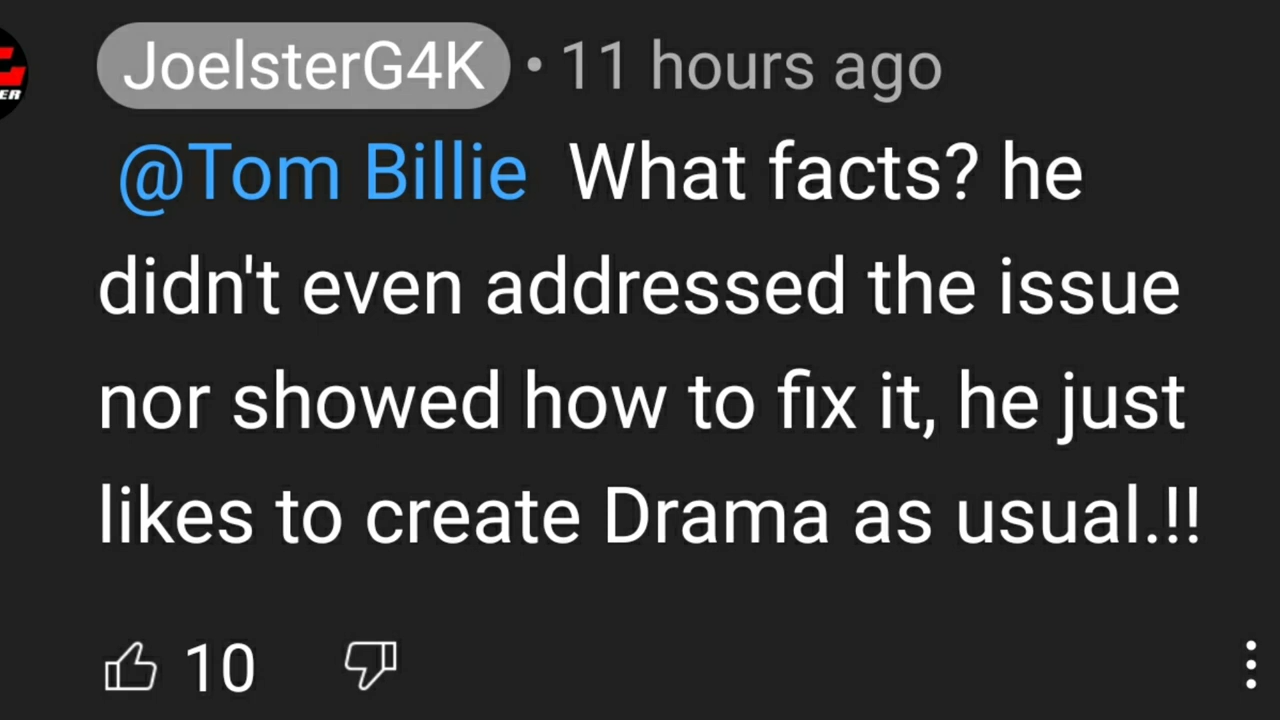 ER
JoelsterG4K • 11 hours ago
@Tom Billie What facts? he
didn't even addressed the issue
nor showed how to fix it, he just
likes to create Drama as usual.!!
10